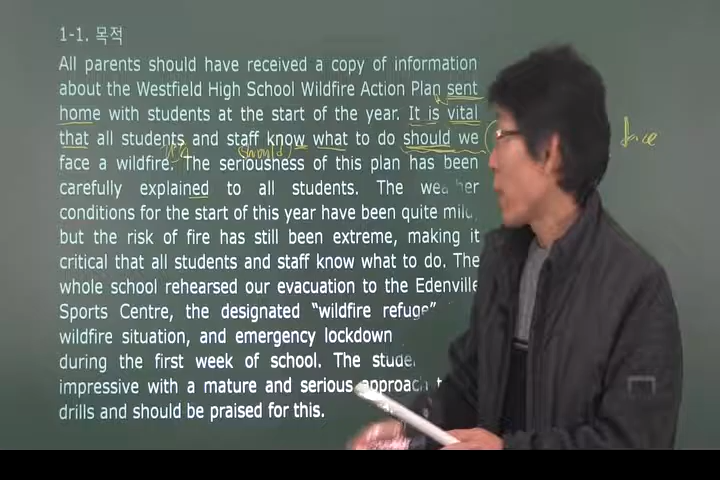 1-1. 목적
All parents should have received a copy of information
about the Westfield High School Wildfire Action Plan sent
home with students at the start of the year. It is vital
that all students and staff know what to do should we
face a wildfire. The seriousness of this plan has been
carefully explained to all students. The
conditions for the start of this year have been quite
but the risk of fire has still been extreme, making it
critical that all students and staff know what to do. The
whole school rehearsed our evacuation to the Edenville
Sports Centre, the designated “wildfire refuge”
wildfire situation, and emergency lockdown
during the first week of school. The
impressive with a mature and serious approach
drills and should be praised for this.
should
face